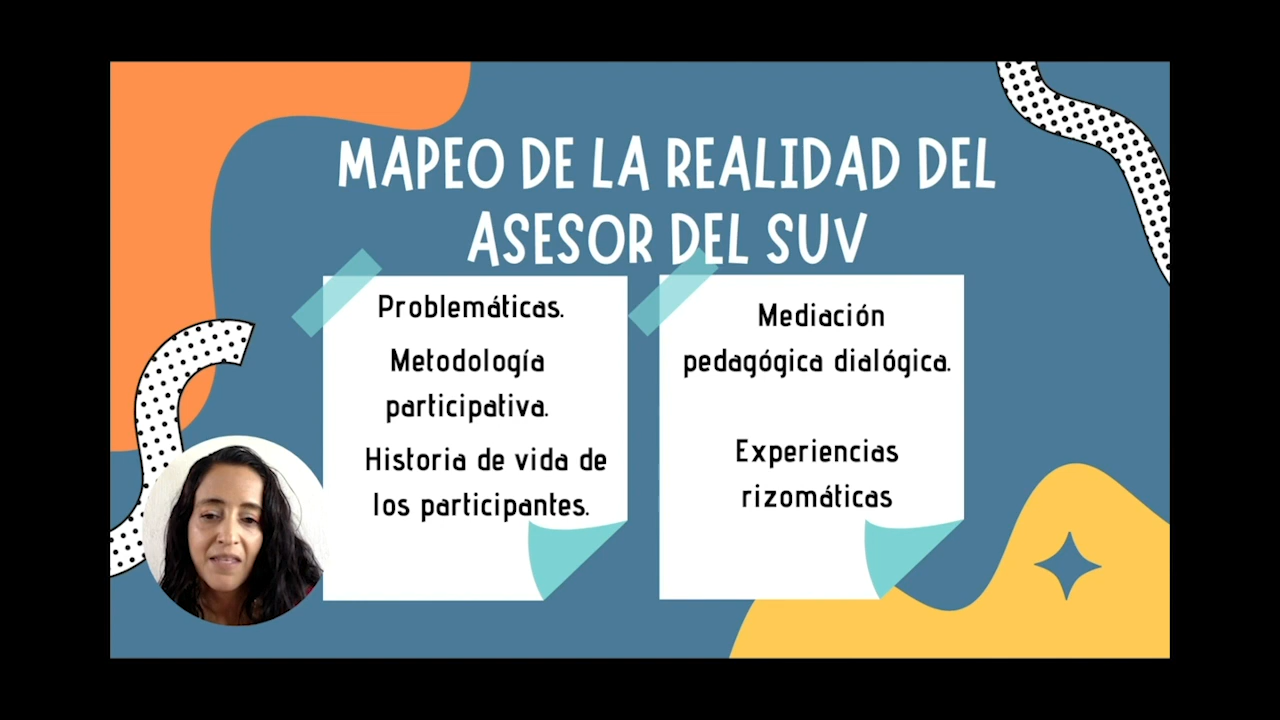 MAPEO DE LA REALIDAD DEL
ASESOR DEL SUV
Problemáticas.
Metodología
participativa.
Historia de vida de
los participantes.
Mediación
pedagógica dialógica.
Experiencias
rizomáticas